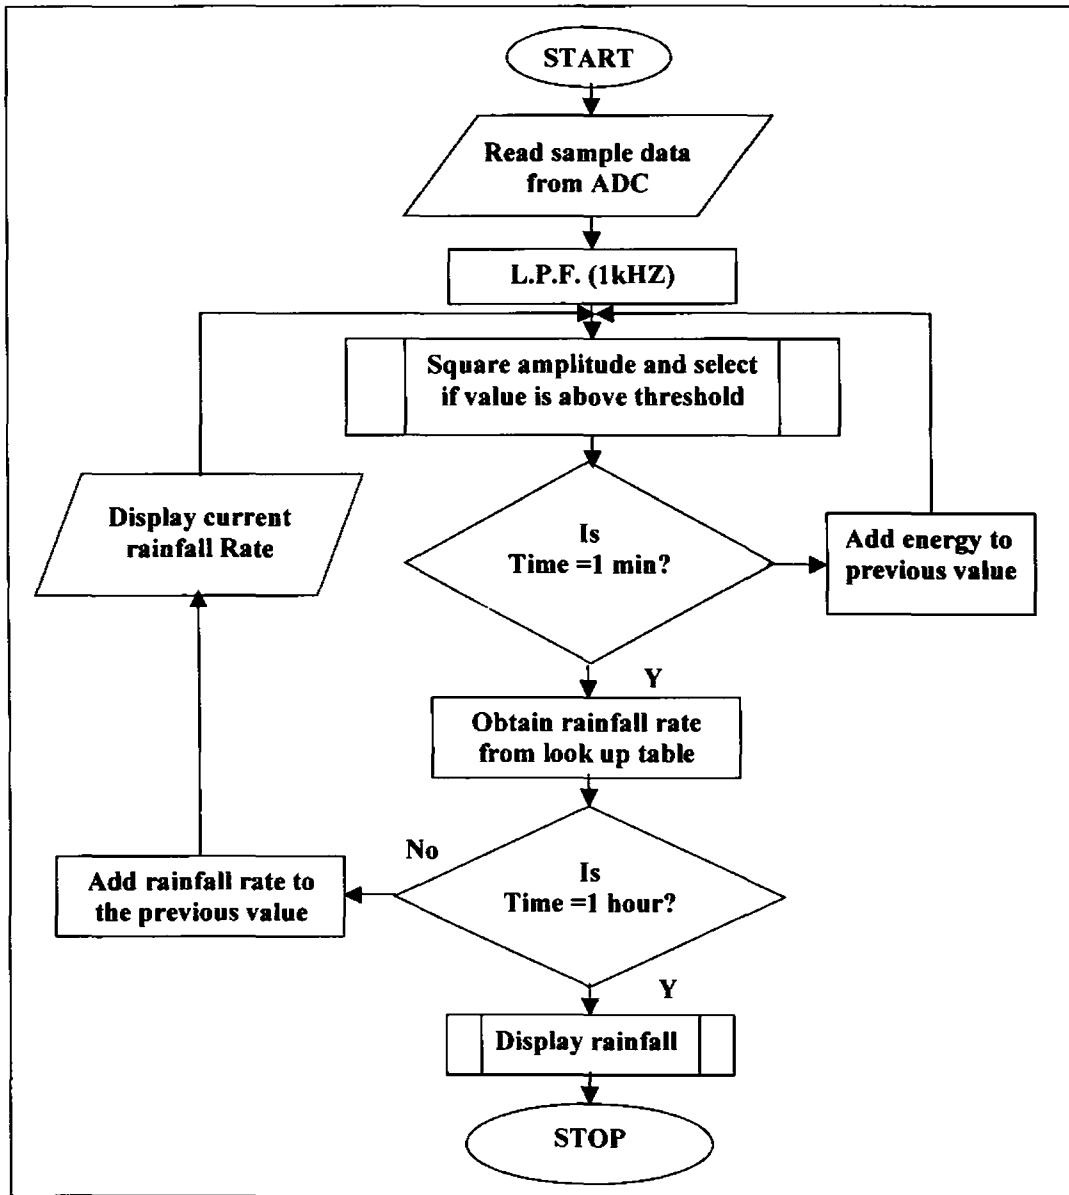 START
Read sample data
from ADC
L.P.F. (1kHZ)
Square amplitude and select
if value is above threshold
Display current
rainfall Rate
Is
Time =1 min?
Add energy to
previous value
Y
Obtain rainfall rate
from look up table
No
Add rainfall rate to
the previous value
Is
Time =1 hour?
Y
Display rainfall
STOP